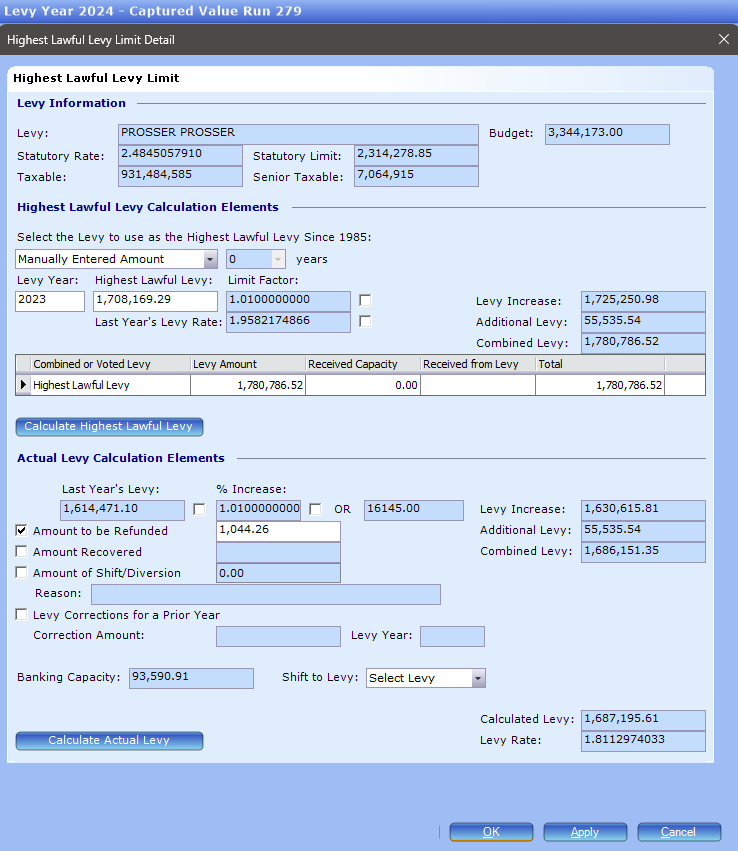 Levy Year 2024 - Captured Value Run 279
Highest Lawful Levy Limit Detail
Highest Lawful Levy Limit
Levy Information
Levy: PROSSER PROSSER Budget: 3,344,173.00
Statutory Rate: 2.4845057910 Statutory Limit: 2,314,278.85
Taxable: 931,484,585 Senior Taxable: 7,064,915
Highest Lawful Levy Calculation Elements
Select the Levy to use as the Highest Lawful Levy Since 1985:
Manually Entered Amount 0 years
Levy Year: Highest Lawful Levy: Limit Factor:
2023 1,708,169.29 1.0100000000 Levy Increase: 1,725,250.98
Last Year's Levy Rate: 1.9582174866 Additional Levy: 55,535.54
Combined Levy: 1,780,786.52
Combined or Voted Levy Levy Amount Received Capacity Received from Levy Total
Highest Lawful Levy 1,780,786.52 0.00 1,780,786.52
Calculate Highest Lawful Levy
Actual Levy Calculation Elements
Last Year's Levy: % Increase:
1,614,471.10 1.0100000000 OR 16145.00 Levy Increase: 1,630,615.81
Amount to be Refunded 1,044.26 Additional Levy: 55,535.54
Amount Recovered Combined Levy: 1,686,151.35
Amount of Shift/Diversion 0.00
Reason:
Levy Corrections for a Prior Year
Correction Amount: Levy Year:
Banking Capacity: 93,590.91 Shift to Levy: Select Levy
Calculated Levy: 1,687,195.61
Calculate Actual Levy Levy Rate: 1.8112974033
OK Apply Cancel